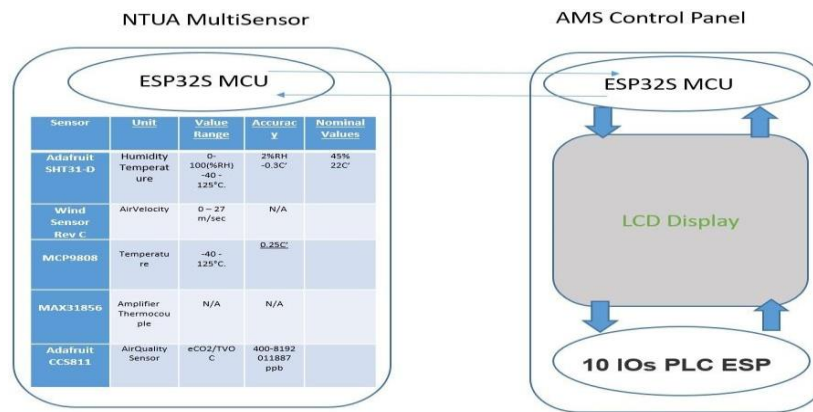 NTUA MultiSensor
AMS Control Panel
ESP32S MCU
ESP32S MCU
Sensor
Unit
Value
Range
Accurac
y
Nominal
Values
Adafruit
SHT31-D
Humidity
Temperat
ure
0-
100(%RH)
-40 -
125°C.
2%RH
-0.3C'
45%
22C'
Wind
Sensor
Rev C
AirVelocity
0 – 27
m/sec
N/A
MCP9808
Temperatu
re
-40 -
125°C.
0.25C'
MAX31856
Amplifier
Thermoco
uple
N/A
N/A
Adafruit
CCS811
AirQuality
Sensor
eCO2/TVO
C
400-8192
011887
ppb
LCD Display
10 IOs PLC ESP